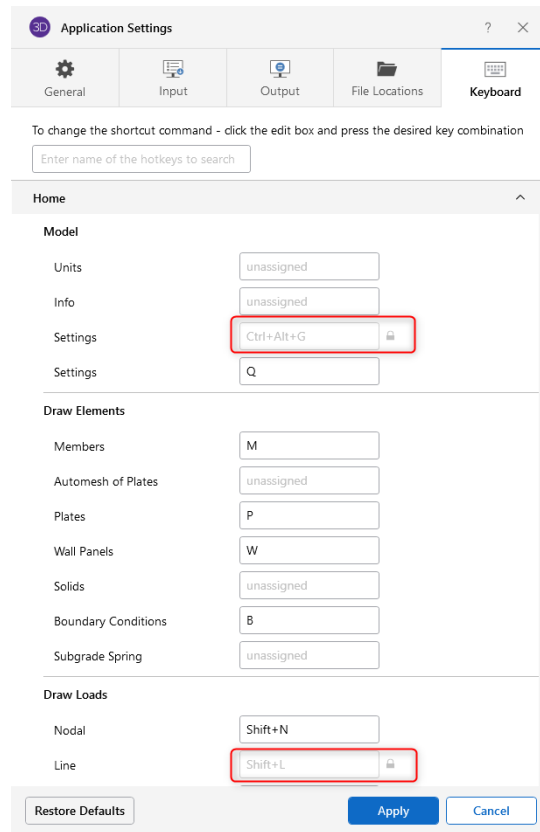 3D Application Settings ?
General Input Output File Locations Keyboard
To change the shortcut command - click the edit box and press the desired key combination
Enter name of the hotkeys to search
Home
Model
Units unassigned
Info unassigned
Settings Ctrl+Alt+G
Settings Q
Draw Elements
Members M
Automesh of Plates unassigned
Plates P
Wall Panels W
Solids unassigned
Boundary Conditions B
Subgrade Spring unassigned
Draw Loads
Nodal Shift+N
Line Shift+L
Restore Defaults Apply Cancel